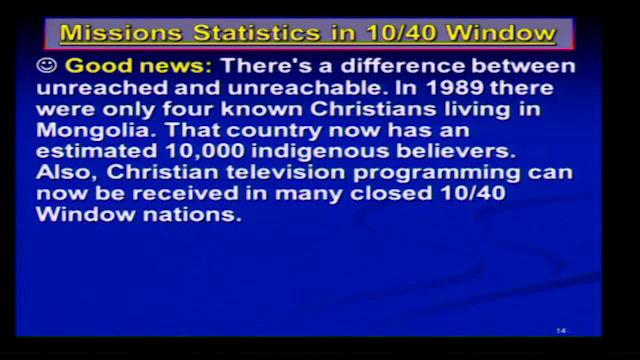 Missions Statistics in 10/40 Window
☺ Good news: There's a difference between
unreached and unreachable. In 1989 there
were only four known Christians living in
Mongolia. That country now has an
estimated 10,000 indigenous believers.
Also, Christian television programming can
now be received in many closed 10/40
Window nations.
14